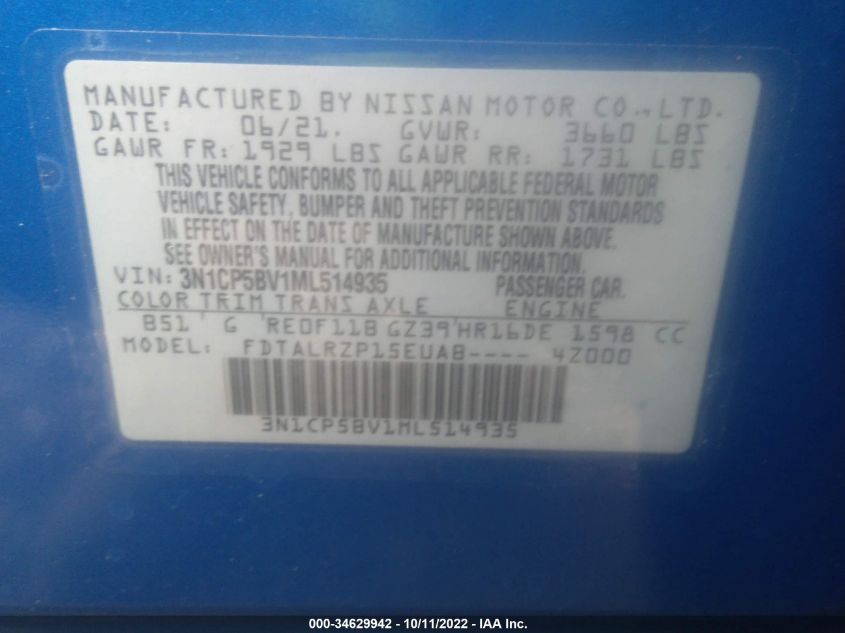 MANUFACTURED BY NISSAN MOTOR CO., LTD.
DATE: 06/21. GVWR: 3660 LBS
GAWR FR: 1929 LBS GAWR RR: 1731 LBS
THIS VEHICLE CONFORMS TO ALL APPLICABLE FEDERAL MOTOR
VEHICLE SAFETY, BUMPER AND THEFT PREVENTION STANDARDS
IN EFFECT ON THE DATE OF MANUFACTURE SHOWN ABOVE.
SEE OWNER'S MANUAL FOR ADDITIONAL INFORMATION.
VIN: 3N1CP5BV1ML514935 PASSENGER CAR.
COLOR TRIM TRANS AXLE ENGINE
B51 ' G 'RE0F11B GZ39'HR16DE 1598 CC
MODEL: FDTALRZP15EUAB---- 4Z000
3N1CP5BV1ML514935
000-34629942 - 10/11/2022 - IAA Inc.